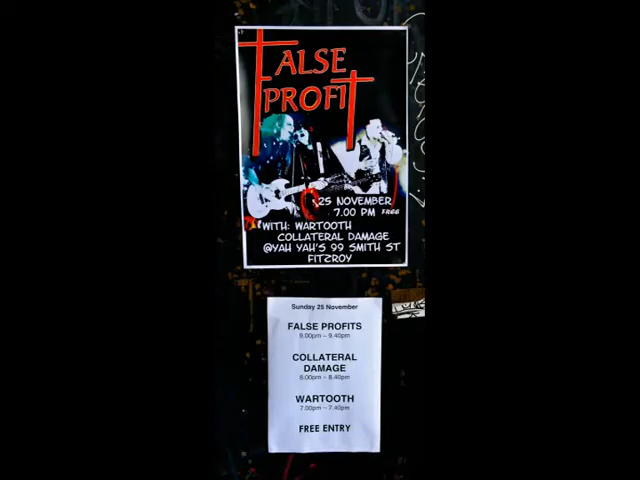 FALSE
PROFIT
25 NOVEMBER
7.00 PM FREE
WITH: WARTOOTH
COLLATERAL DAMAGE
@YAH YAH'S 99 SMITH ST
FITZROY
Sunday 25 November
FALSE PROFITS
9.00pm – 9.40pm
COLLATERAL
DAMAGE
8.00pm – 8.40pm
WARTOOTH
7.00pm – 7.40pm
FREE ENTRY